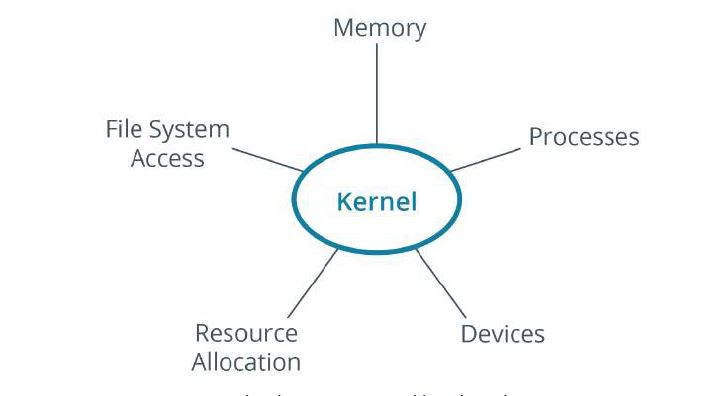 Memory
File System
Access
Processes
Kernel
Resource
Allocation
Devices